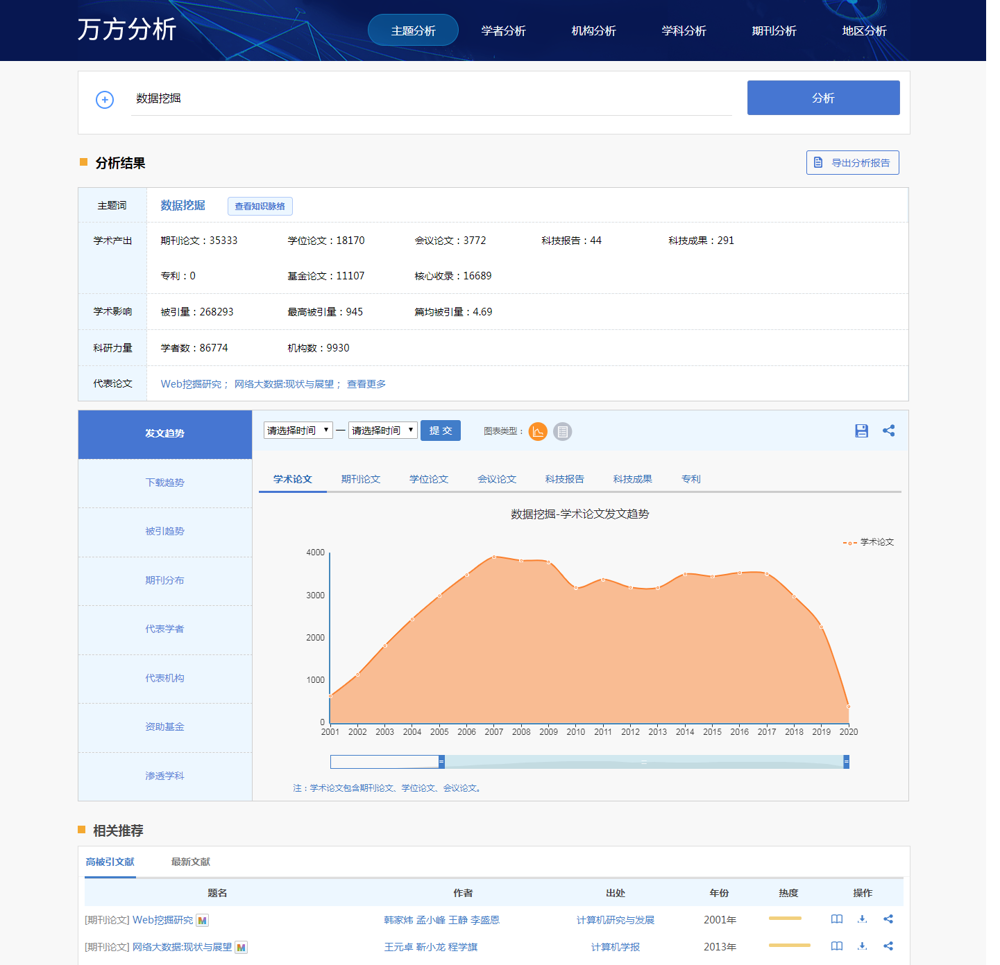 万方分析
主题分析 学者分析 机构分析 学科分析 期刊分析 地区分析
数据挖掘 分析
分析结果 导出分析报告
主题词 数据挖掘 查看知识脉络
学术产出 期刊论文：35333 学位论文：18170 会议论文：3772 科技报告：44 科技成果：291
专利：0 基金论文：11107 核心收录：16689
学术影响 被引量：268293 最高被引量：945 篇均被引量：4.69
科研力量 学者数：86774 机构数：9930
代表论文 Web挖掘研究； 网络大数据:现状与展望； 查看更多
发文趋势
下载趋势
被引趋势
期刊分布
代表学者
代表机构
资助基金
渗透学科
请选择时间 — 请选择时间 提 交 图表类型：
学术论文 期刊论文 学位论文 会议论文 科技报告 科技成果 专利
数据挖掘-学术论文发文趋势
学术论文
4000
3000
2000
1000
0
2001 2002 2003 2004 2005 2006 2007 2008 2009 2010 2011 2012 2013 2014 2015 2016 2017 2018 2019 2020
注：学术论文包含期刊论文、学位论文、会议论文。
相关推荐
高被引文献 最新文献
题名 作者 出处 年份 热度 操作
[期刊论文] Web挖掘研究 M 韩家炜 孟小峰 王静 李盛恩 计算机研究与发展 2001年
[期刊论文] 网络大数据:现状与展望 M 王元卓 靳小龙 程学旗 计算机学报 2013年